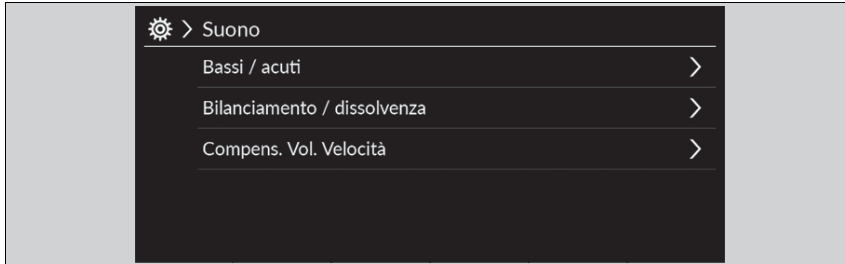 > Suono
Bassi / acuti
Bilanciamento / dissolvenza
Compens. Vol. Velocità